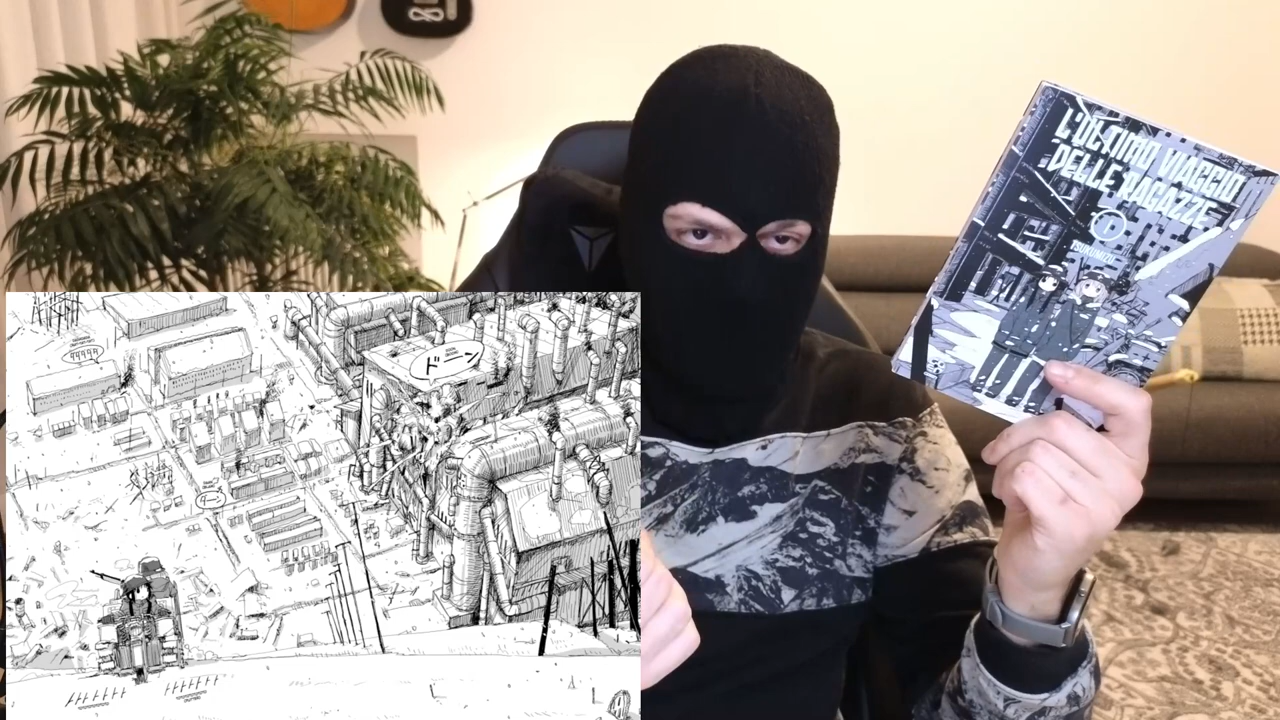 L'ULTIMO VIAGGIO
DELLE RAGAZZE
1
TSUKUMIZU
ドーン